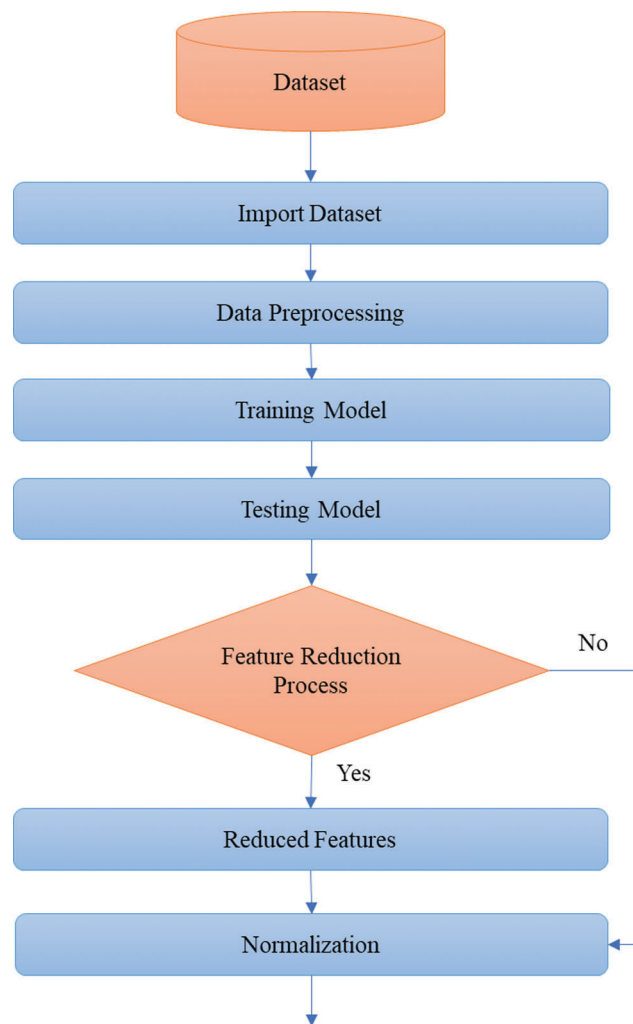 Dataset
Import Dataset
Data Preprocessing
Training Model
Testing Model
Feature Reduction
Process
No
Yes
Reduced Features
Normalization